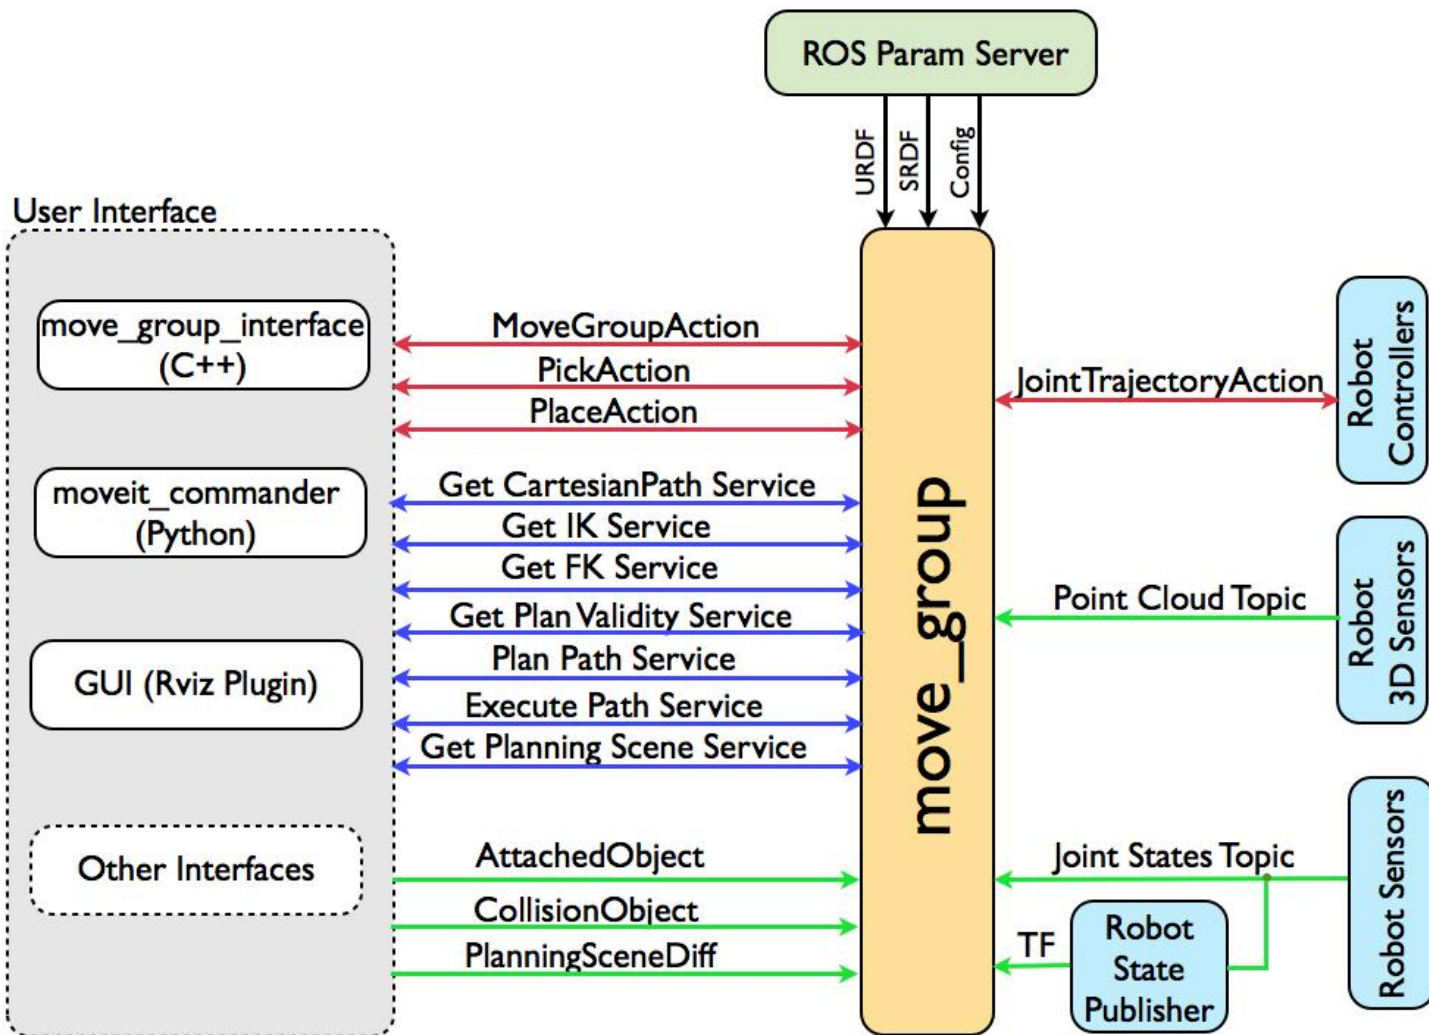 ROS Param Server
URDF
SRDF
Config
User Interface
move_group_interface
(C++)
moveit_commander
(Python)
GUI (Rviz Plugin)
Other Interfaces
MoveGroupAction
PickAction
PlaceAction
Get CartesianPath Service
Get IK Service
Get FK Service
Get Plan Validity Service
Plan Path Service
Execute Path Service
Get Planning Scene Service
AttachedObject
CollisionObject
PlanningSceneDiff
move_group
JointTrajectoryAction
Robot
Controllers
Point Cloud Topic
Robot
3D Sensors
Joint States Topic
Robot Sensors
TF
Robot
State
Publisher